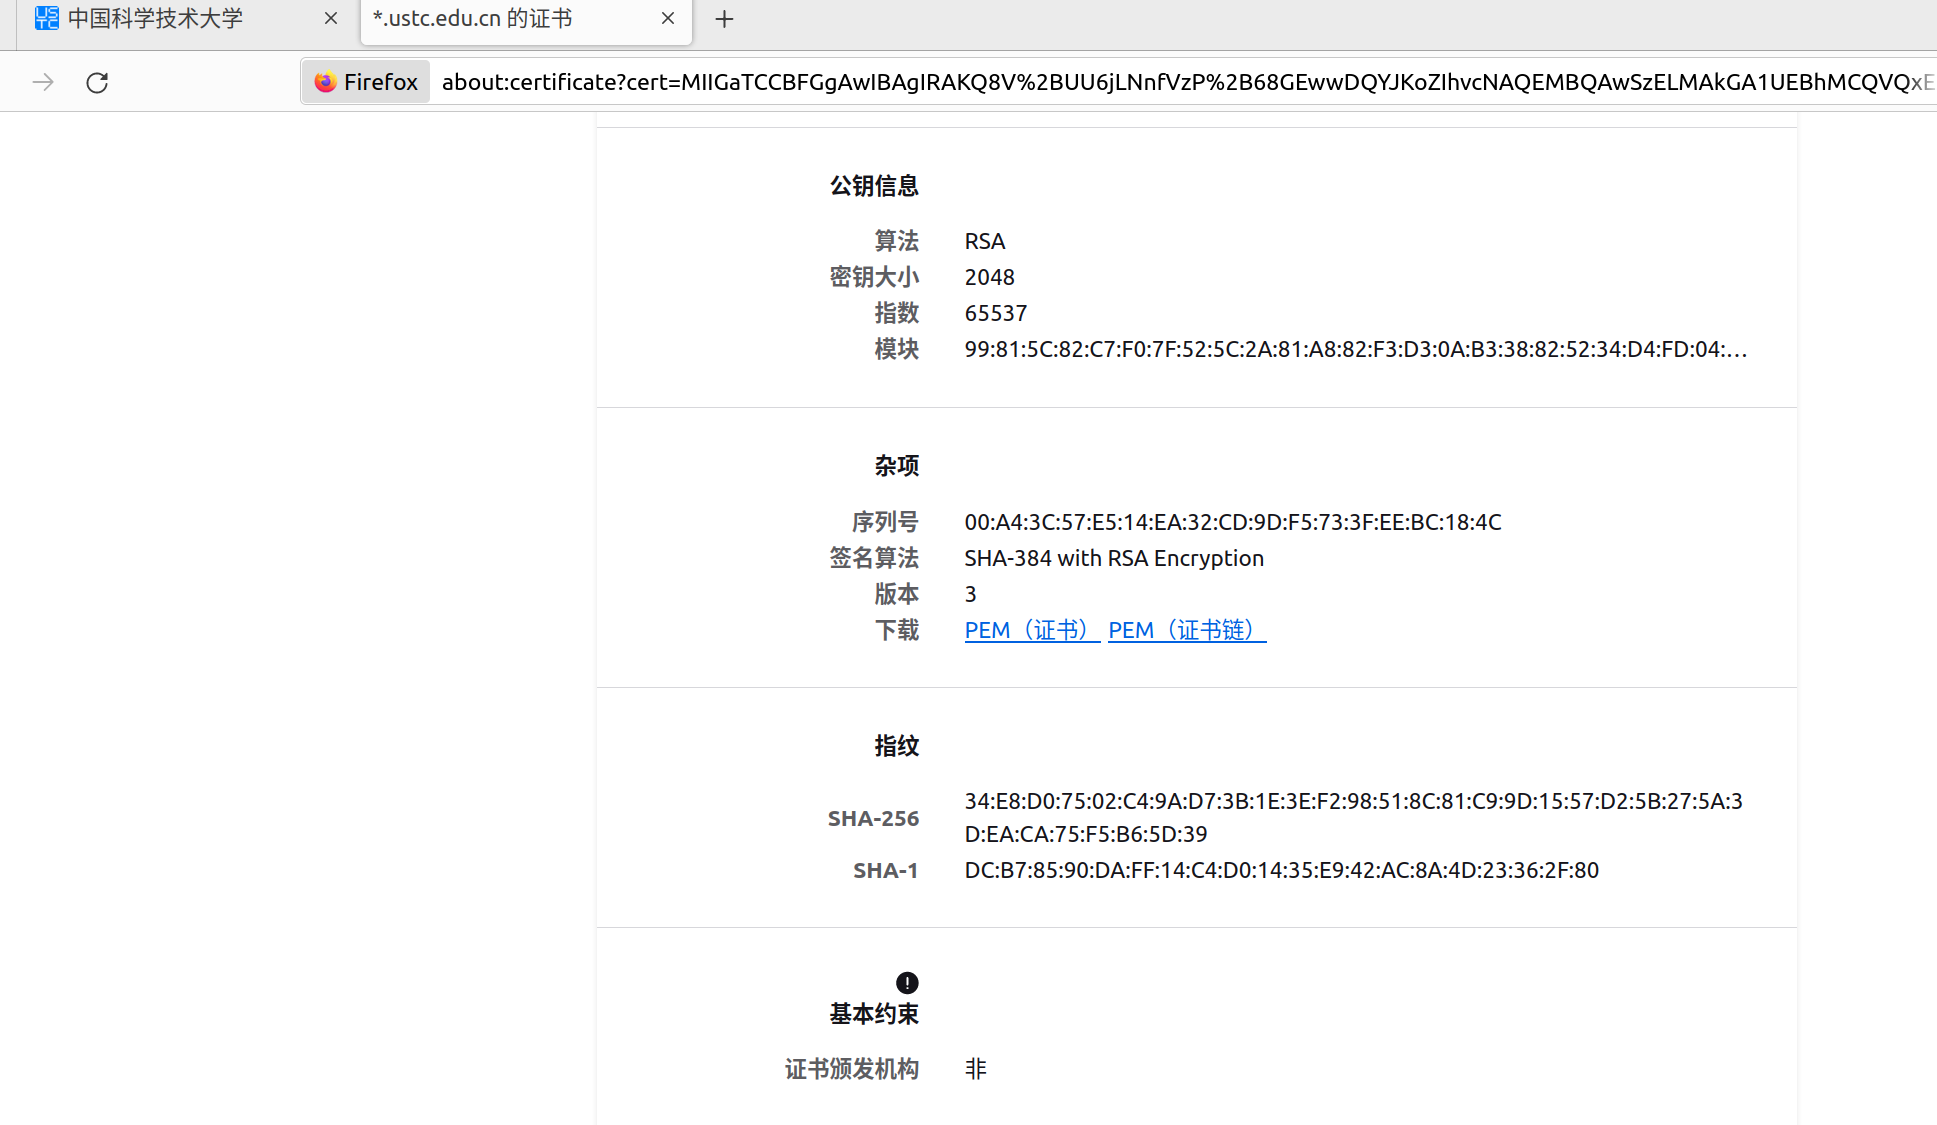 中国科学技术大学
*.ustc.edu.cn 的证书
Firefox about:certificate?cert=MIIGaTCCBFGgAwIBAgIRAKQ8V%2BUU6jLNnfVzP%2B68GEwwDQYJKoZIhvcNAQEMBQAwSzELMAkGA1UEBhMCQVQxE
公钥信息
算法 RSA
密钥大小 2048
指数 65537
模块 99:81:5C:82:C7:F0:7F:52:5C:2A:81:A8:82:F3:D3:0A:B3:38:82:52:34:D4:FD:04:…
杂项
序列号 00:A4:3C:57:E5:14:EA:32:CD:9D:F5:73:3F:EE:BC:18:4C
签名算法 SHA-384 with RSA Encryption
版本 3
下载 PEM（证书） PEM（证书链）
指纹
SHA-256 34:E8:D0:75:02:C4:9A:D7:3B:1E:3E:F2:98:51:8C:81:C9:9D:15:57:D2:5B:27:5A:3
D:EA:CA:75:F5:B6:5D:39
SHA-1 DC:B7:85:90:DA:FF:14:C4:D0:14:35:E9:42:AC:8A:4D:23:36:2F:80
基本约束
证书颁发机构 非